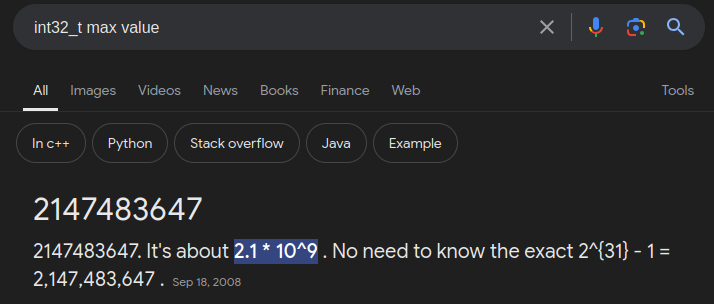 int32_t max value
All Images Videos News Books Finance Web Tools
In c++ Python Stack overflow Java Example
2147483647
2147483647. It's about 2.1 * 10^9 . No need to know the exact 2^{31} - 1 =
2,147,483,647 . Sep 18, 2008